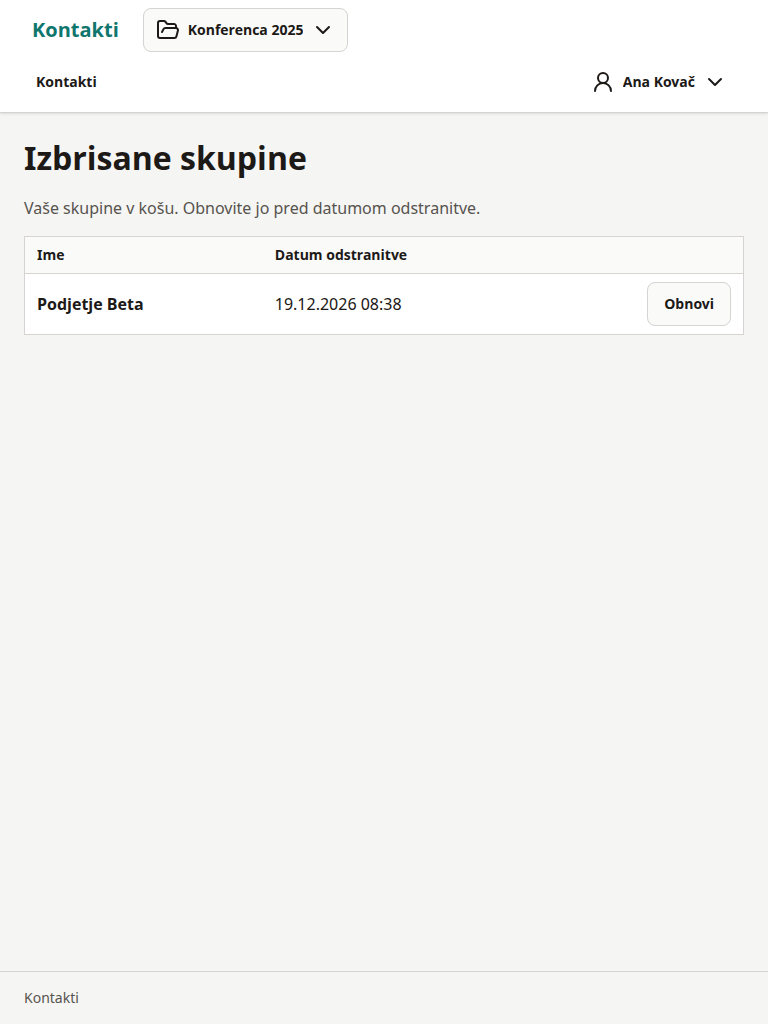 Kontakti
Konferenca 2025
Kontakti
Ana Kovač
Izbrisane skupine
Vaše skupine v košu. Obnovite jo pred datumom odstranitve.
Ime Datum odstranitve
Podjetje Beta 19.12.2026 08:38 Obnovi
Kontakti